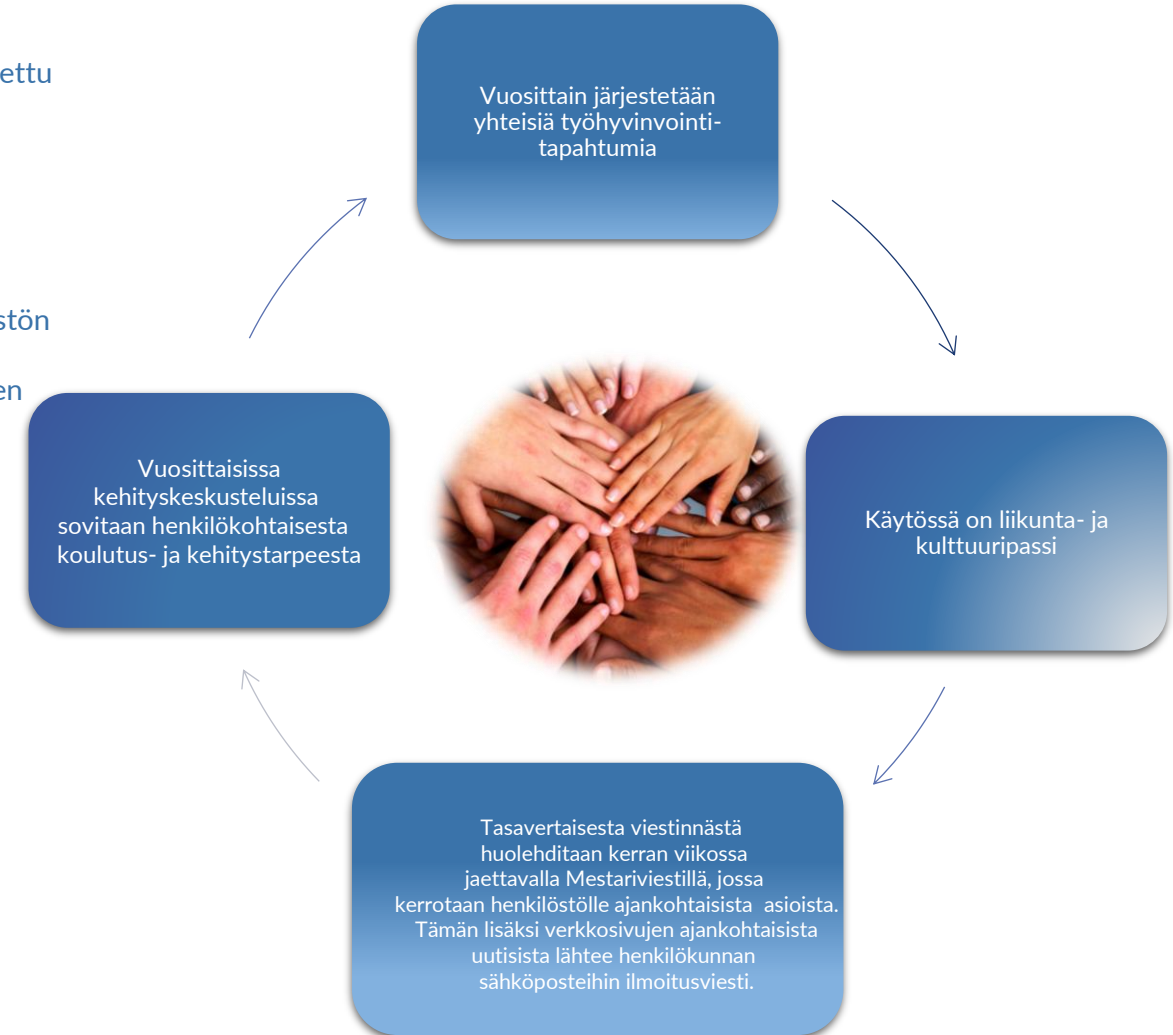 ettu
Vuosittain järjestetään
yhteisiä työhyvinvointi-
tapahtumia
stön
en
Vuosittaisissa
kehityskeskusteluissa
sovitaan henkilökohtaisesta
koulutus- ja kehitystarpeesta
Käytössä on liikunta- ja
kulttuuripassi
Tasavertaisesta viestinnästä
huolehditaan kerran viikossa
jaettavalla Mestariviestillä, jossa
kerrotaan henkilöstölle ajankohtaisista asioista.
Tämän lisäksi verkkosivujen ajankohtaisista
uutisista lähtee henkilökunnan
sähköposteihin ilmoitusviesti.